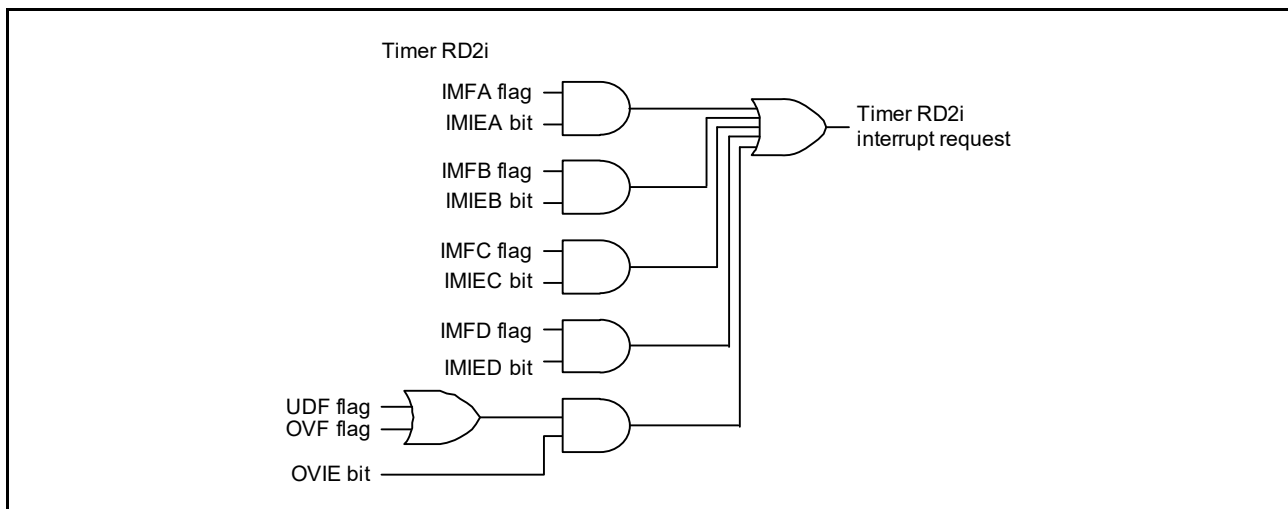 Timer RD2i
IMFA flag
IMIEA bit
Timer RD2i
interrupt request
IMFB flag
IMIEB bit
IMFC flag
IMIEC bit
IMFD flag
IMIED bit
UDF flag
OVF flag
OVIE bit